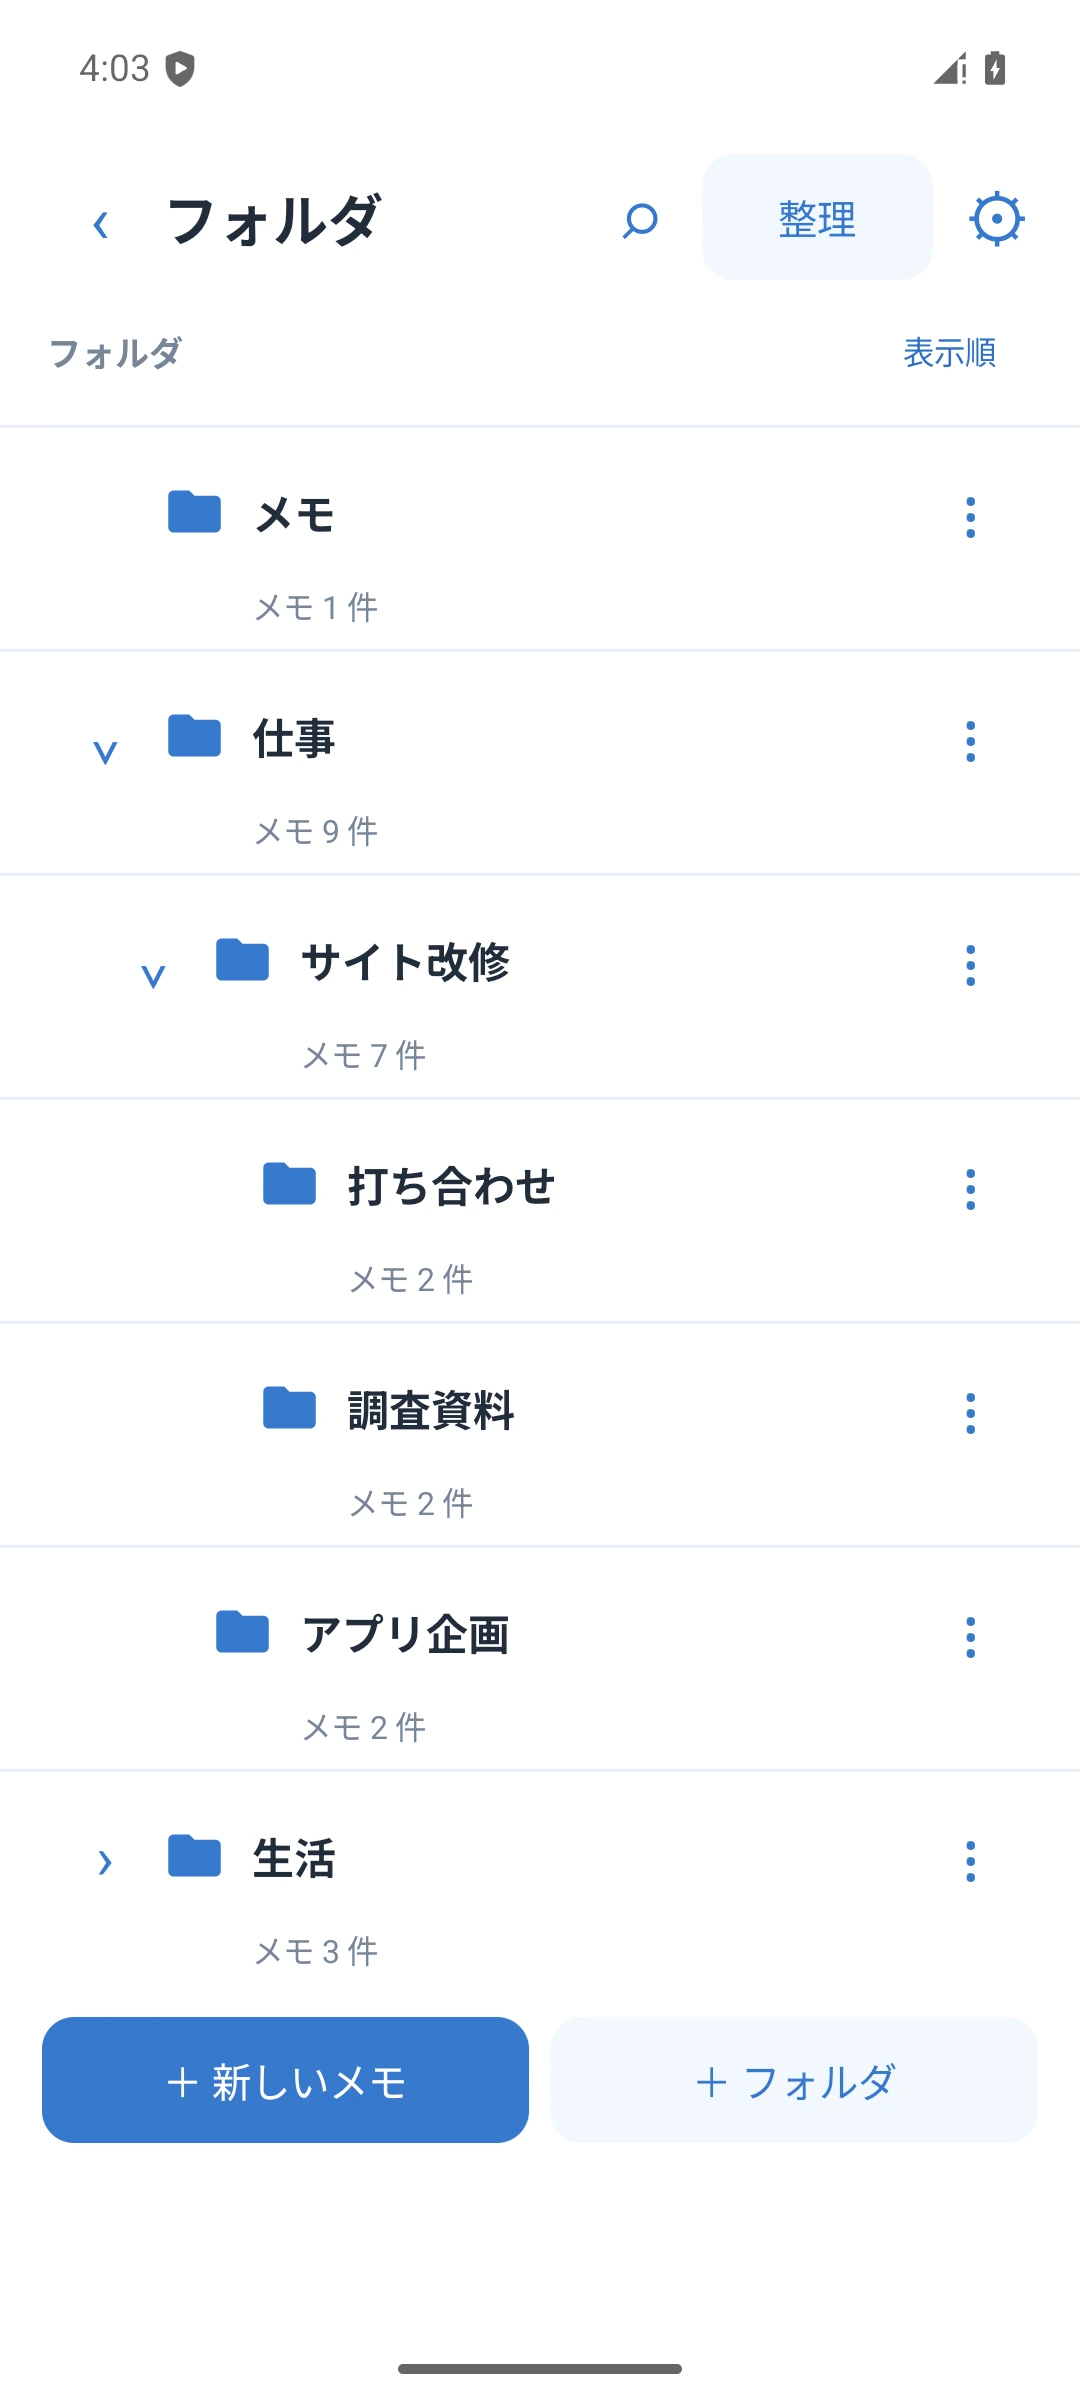 4:03
フォルダ
整理
フォルダ
表示順
メモ
メモ 1 件
仕事
メモ 9 件
サイト改修
メモ 7 件
打ち合わせ
メモ 2 件
調査資料
メモ 2 件
アプリ企画
メモ 2 件
生活
メモ 3 件
＋ 新しいメモ
＋ フォルダ